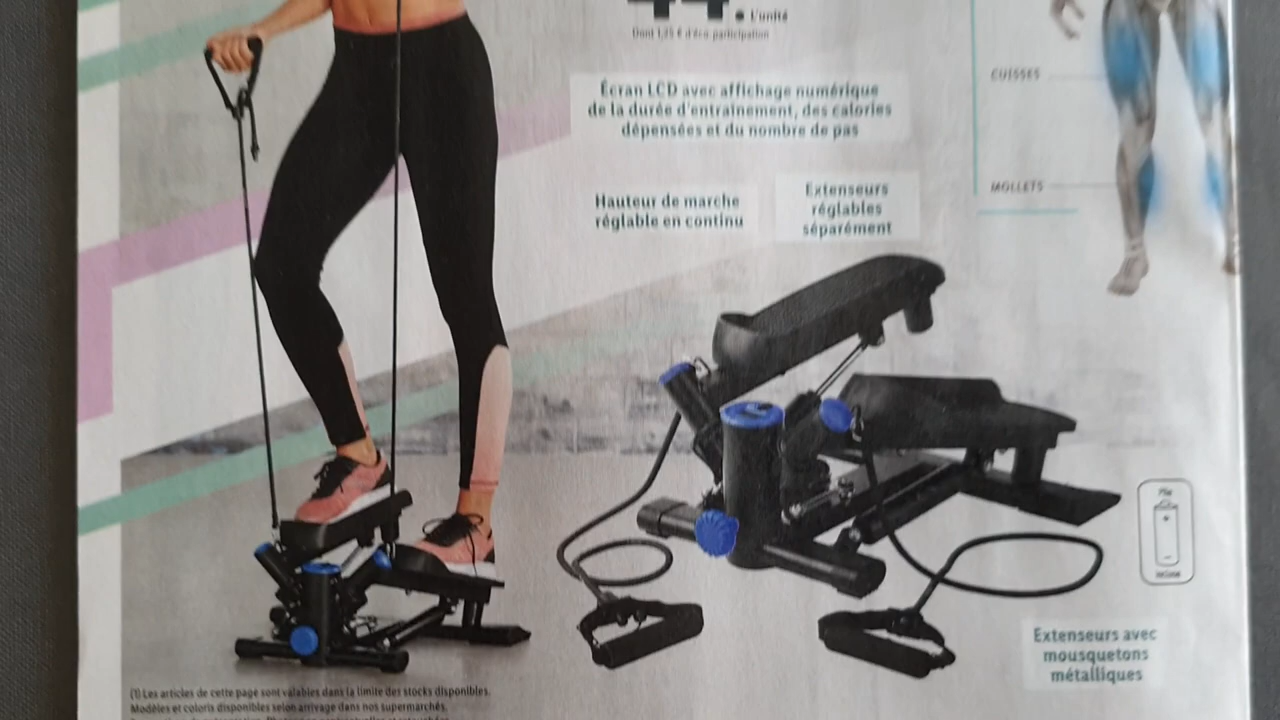 44.
L'unité
Dont 1,25 € d'éco-participation
Écran LCD avec affichage numérique
de la durée d'entraînement, des calories
dépensées et du nombre de pas
Hauteur de marche
réglable en continu
Extenseurs
réglables
séparément
CUISSES
MOLLETS
Extenseurs avec
mousquetons
métalliques
(1) Les articles de cette page sont valables dans la limite des stocks disponibles.
Modèles et coloris disponibles selon arrivage dans nos supermarchés.